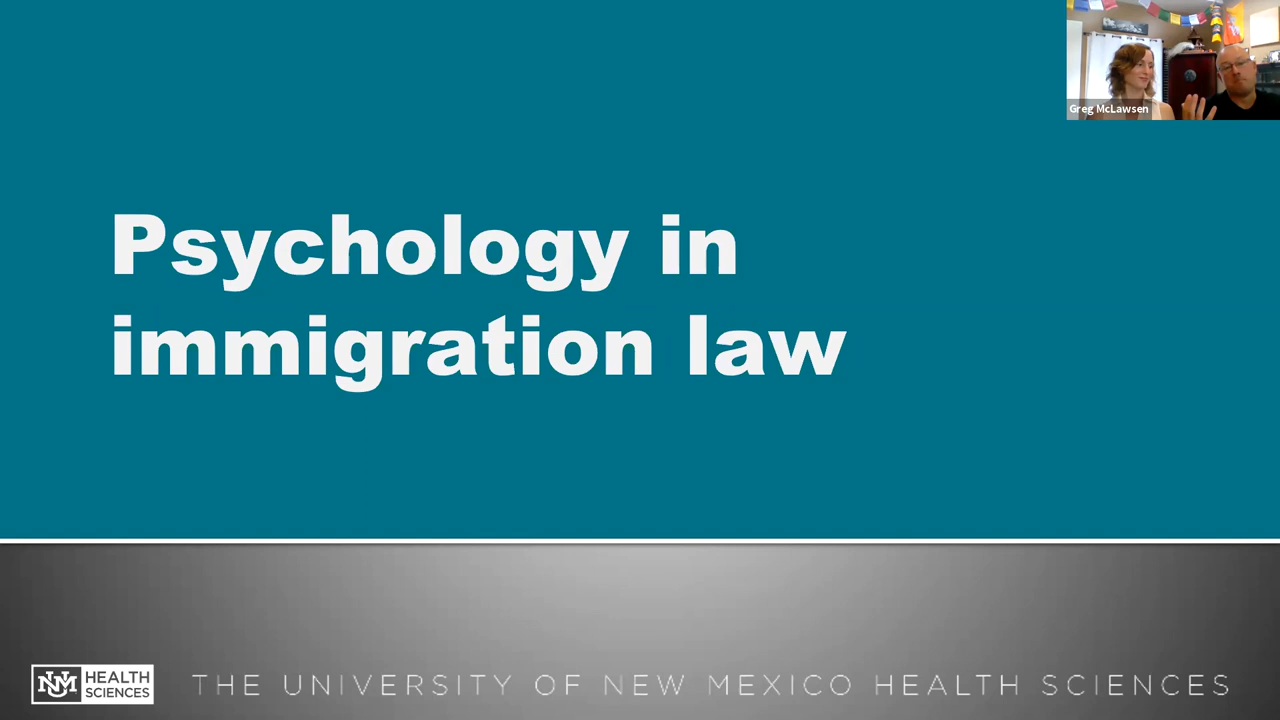 Greg McLawsen
Psychology in
immigration law
UNM HEALTH
SCIENCES
THE UNIVERSITY OF NEW MEXICO HEALTH SCIENCES